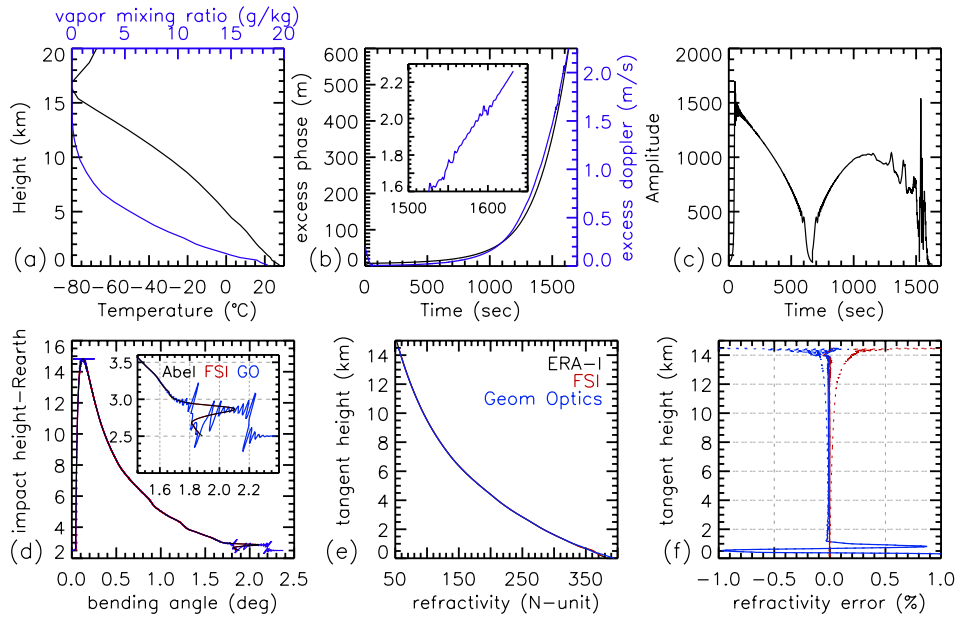 vapor mixing ratio (g/kg)
0 10 20
20
15
10
5
0
Height (km)
(a)
−80−60−40−20 0 20
Temperature (°C)
600
500
400
300
200
100
0
excess phase (m)
2.2
2.0
1.8
1.6
1500 1600
2.0
1.5
1.0
0.5
0.0
excess doppler (m/s)
(b)
0 500 1000 1500
Time (sec)
2000
1500
1000
500
0
Amplitude
(c)
0 500 1000 1500
Time (sec)
16
14
12
10
8
6
4
2
impact height−Rearth
Abel FSI GO
3.5
3.0
2.5
1.6 1.8 2.0 2.2
(d)
0.0 0.5 1.0 1.5 2.0 2.5
bending angle (deg)
14
12
10
8
6
4
2
0
tangent height (km)
ERA−I
FSI
Geom Optics
(e)
50 150 250 350
refractivity (N−unit)
14
12
10
8
6
4
2
0
tangent height (km)
(f)
−1.0 −0.5 0.0 0.5 1.0
refractivity error (%)